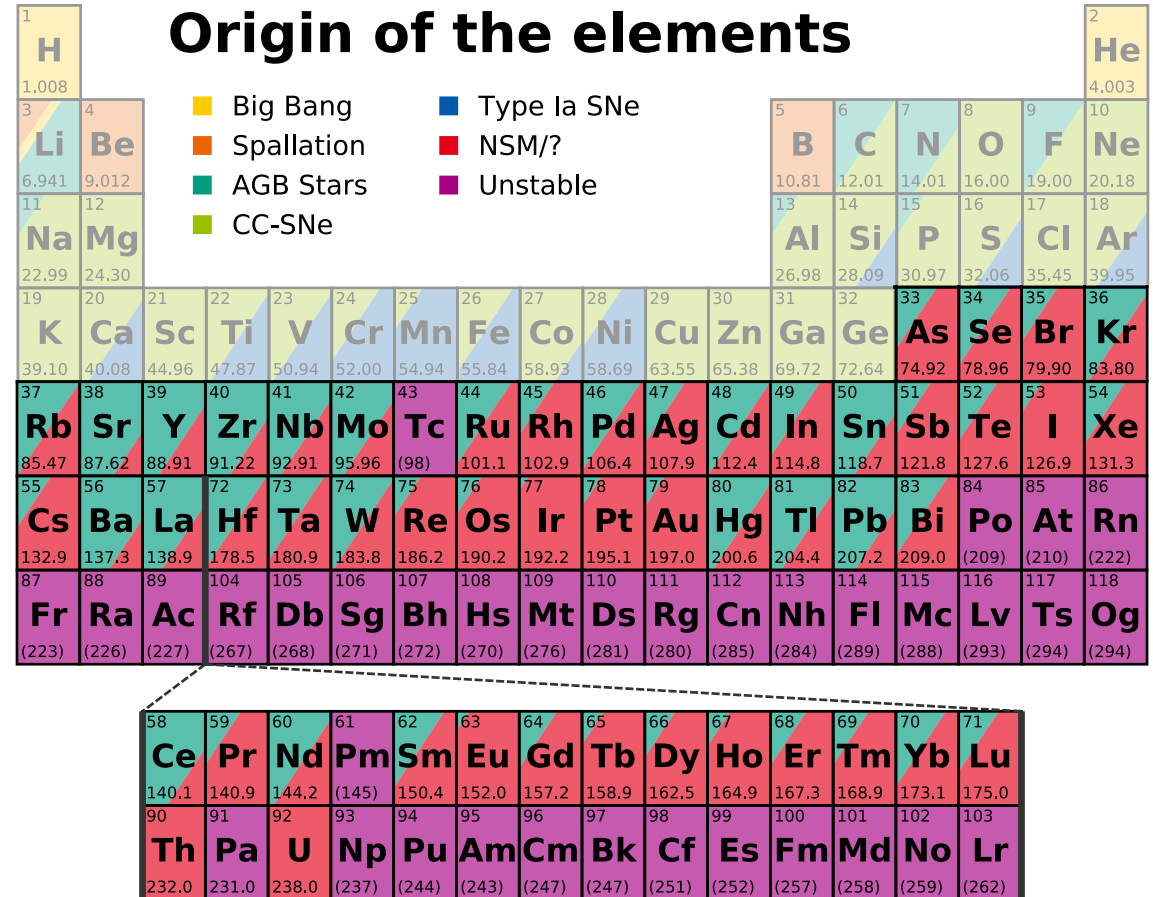 Origin of the elements
Big Bang
Spallation
AGB Stars
CC-SNe
Type Ia SNe
NSM/?
Unstable
1 2
H He
1.008 4.003
3 4 5 6 7 8 9 10
Li Be B C N O F Ne
6.941 9.012 10.81 12.01 14.01 16.00 19.00 20.18
11 12 13 14 15 16 17 18
Na Mg Al Si P S Cl Ar
22.99 24.30 26.98 28.09 30.97 32.06 35.45 39.95
19 20 21 22 23 24 25 26 27 28 29 30 31 32 33 34 35 36
K Ca Sc Ti V Cr Mn Fe Co Ni Cu Zn Ga Ge As Se Br Kr
39.10 40.08 44.96 47.87 50.94 52.00 54.94 55.84 58.93 58.69 63.55 65.38 69.72 72.64 74.92 78.96 79.90 83.80
37 38 39 40 41 42 43 44 45 46 47 48 49 50 51 52 53 54
Rb Sr Y Zr Nb Mo Tc Ru Rh Pd Ag Cd In Sn Sb Te I Xe
85.47 87.62 88.91 91.22 92.91 95.96 (98) 101.1 102.9 106.4 107.9 112.4 114.8 118.7 121.8 127.6 126.9 131.3
55 56 57 72 73 74 75 76 77 78 79 80 81 82 83 84 85 86
Cs Ba La Hf Ta W Re Os Ir Pt Au Hg Tl Pb Bi Po At Rn
132.9 137.3 138.9 178.5 180.9 183.8 186.2 190.2 192.2 195.1 197.0 200.6 204.4 207.2 209.0 (209) (210) (222)
87 88 89 104 105 106 107 108 109 110 111 112 113 114 115 116 117 118
Fr Ra Ac Rf Db Sg Bh Hs Mt Ds Rg Cn Nh Fl Mc Lv Ts Og
(223) (226) (227) (267) (268) (271) (272) (270) (276) (281) (280) (285) (284) (289) (288) (293) (294) (294)
58 59 60 61 62 63 64 65 66 67 68 69 70 71
Ce Pr Nd Pm Sm Eu Gd Tb Dy Ho Er Tm Yb Lu
140.1 140.9 144.2 (145) 150.4 152.0 157.2 158.9 162.5 164.9 167.3 168.9 173.1 175.0
90 91 92 93 94 95 96 97 98 99 100 101 102 103
Th Pa U Np Pu Am Cm Bk Cf Es Fm Md No Lr
232.0 231.0 238.0 (237) (244) (243) (247) (247) (251) (252) (257) (258) (259) (262)